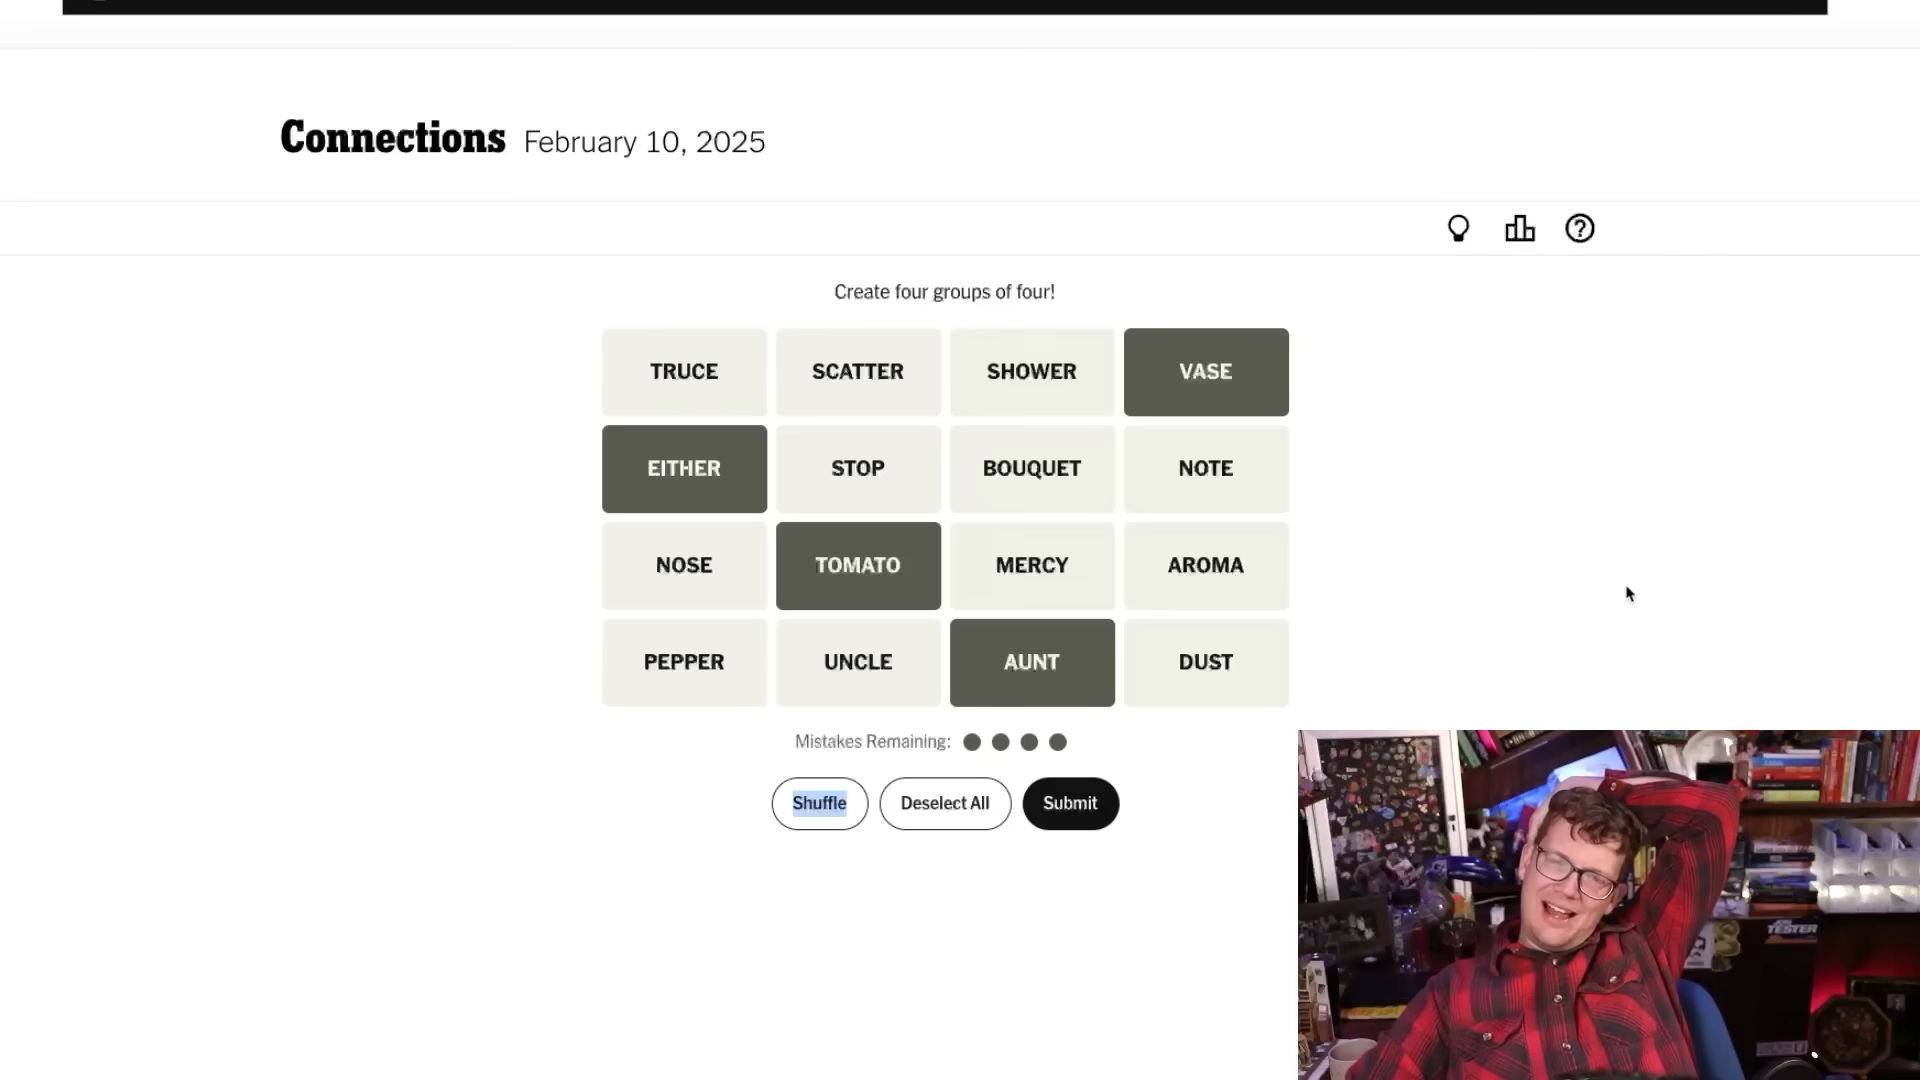 Connections February 10, 2025
Create four groups of four!
TRUCE SCATTER SHOWER VASE
EITHER STOP BOUQUET NOTE
NOSE TOMATO MERCY AROMA
PEPPER UNCLE AUNT DUST
Mistakes Remaining:
Shuffle Deselect All Submit
TESTER